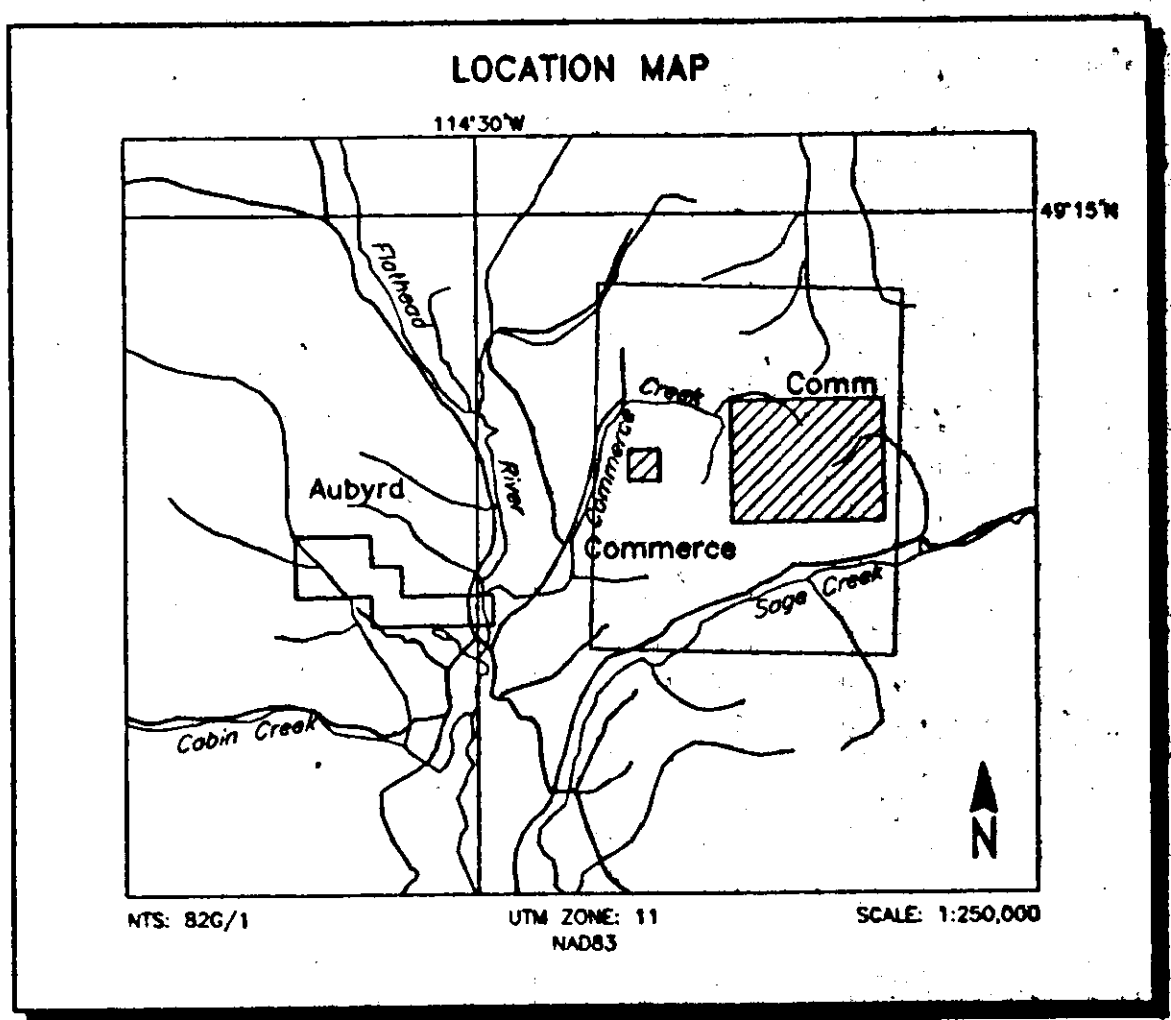 LOCATION MAP
114°30'W
49°15'N
Flathead
River
Creek
Commerce
Comm
Aubyrd
Commerce
Sage Creek
Cabin Creek
N
NTS: 82G/1
UTM ZONE: 11
SCALE: 1:250,000
NAD83